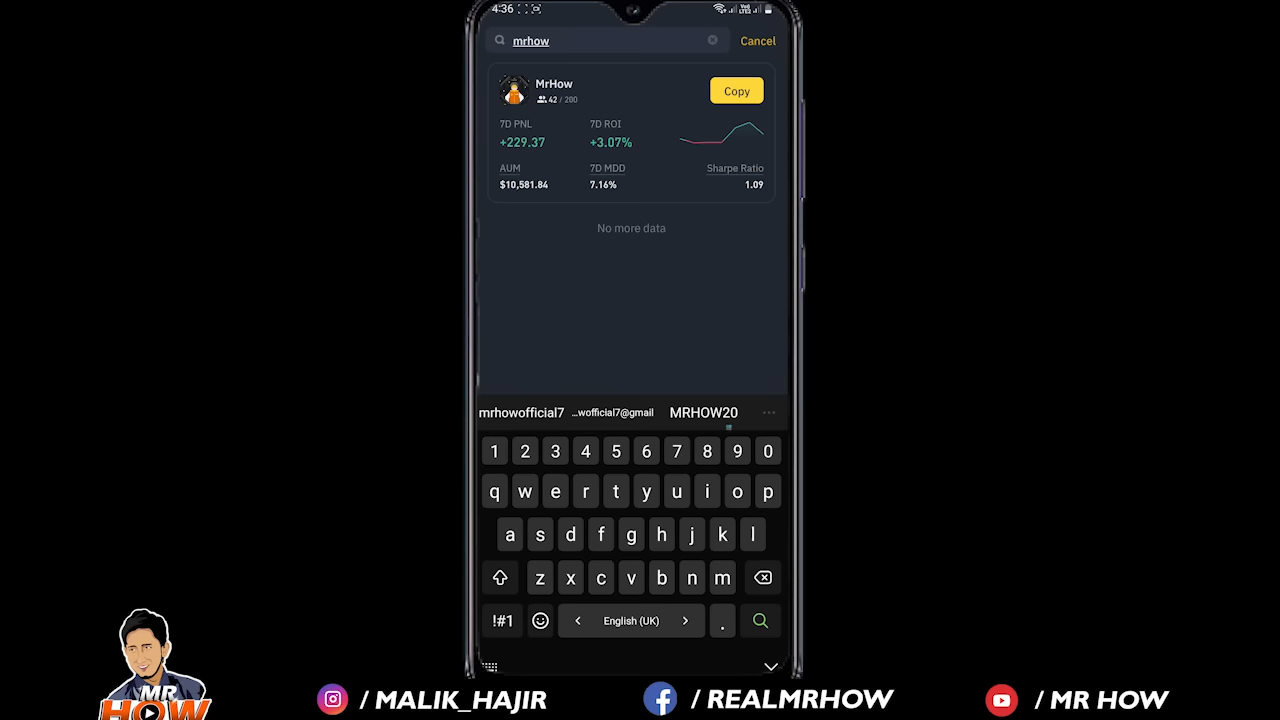 4:36
mrhow
Cancel
MrHow
42 / 200
Copy
7D PNL
7D ROI
+229.37
+3.07%
AUM
7D MDD
Sharpe Ratio
$10,581.84
7.16%
1.09
No more data
mrhowofficial7 ...wofficial7@gmail MRHOW20
1 2 3 4 5 6 7 8 9 0
q w e r t y u i o p
a s d f g h j k l
z x c v b n m
!#1 < English (UK) > .
MR
HOW
/ MALIK_HAJIR
/ REALMRHOW
/ MR HOW